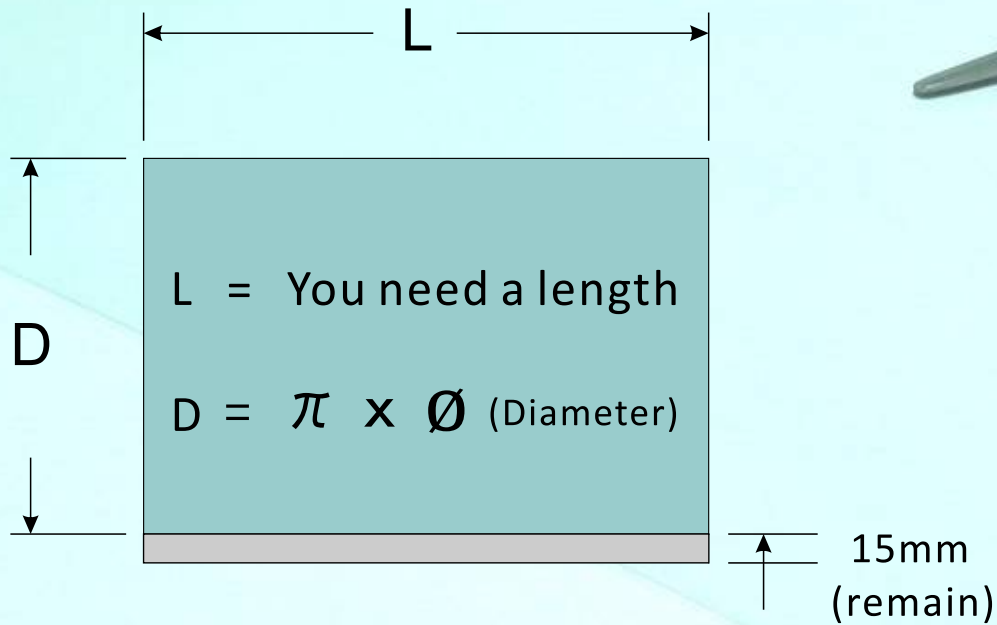 L
D
L = You need a length
D = π x Ø (Diameter)
15mm
(remain)